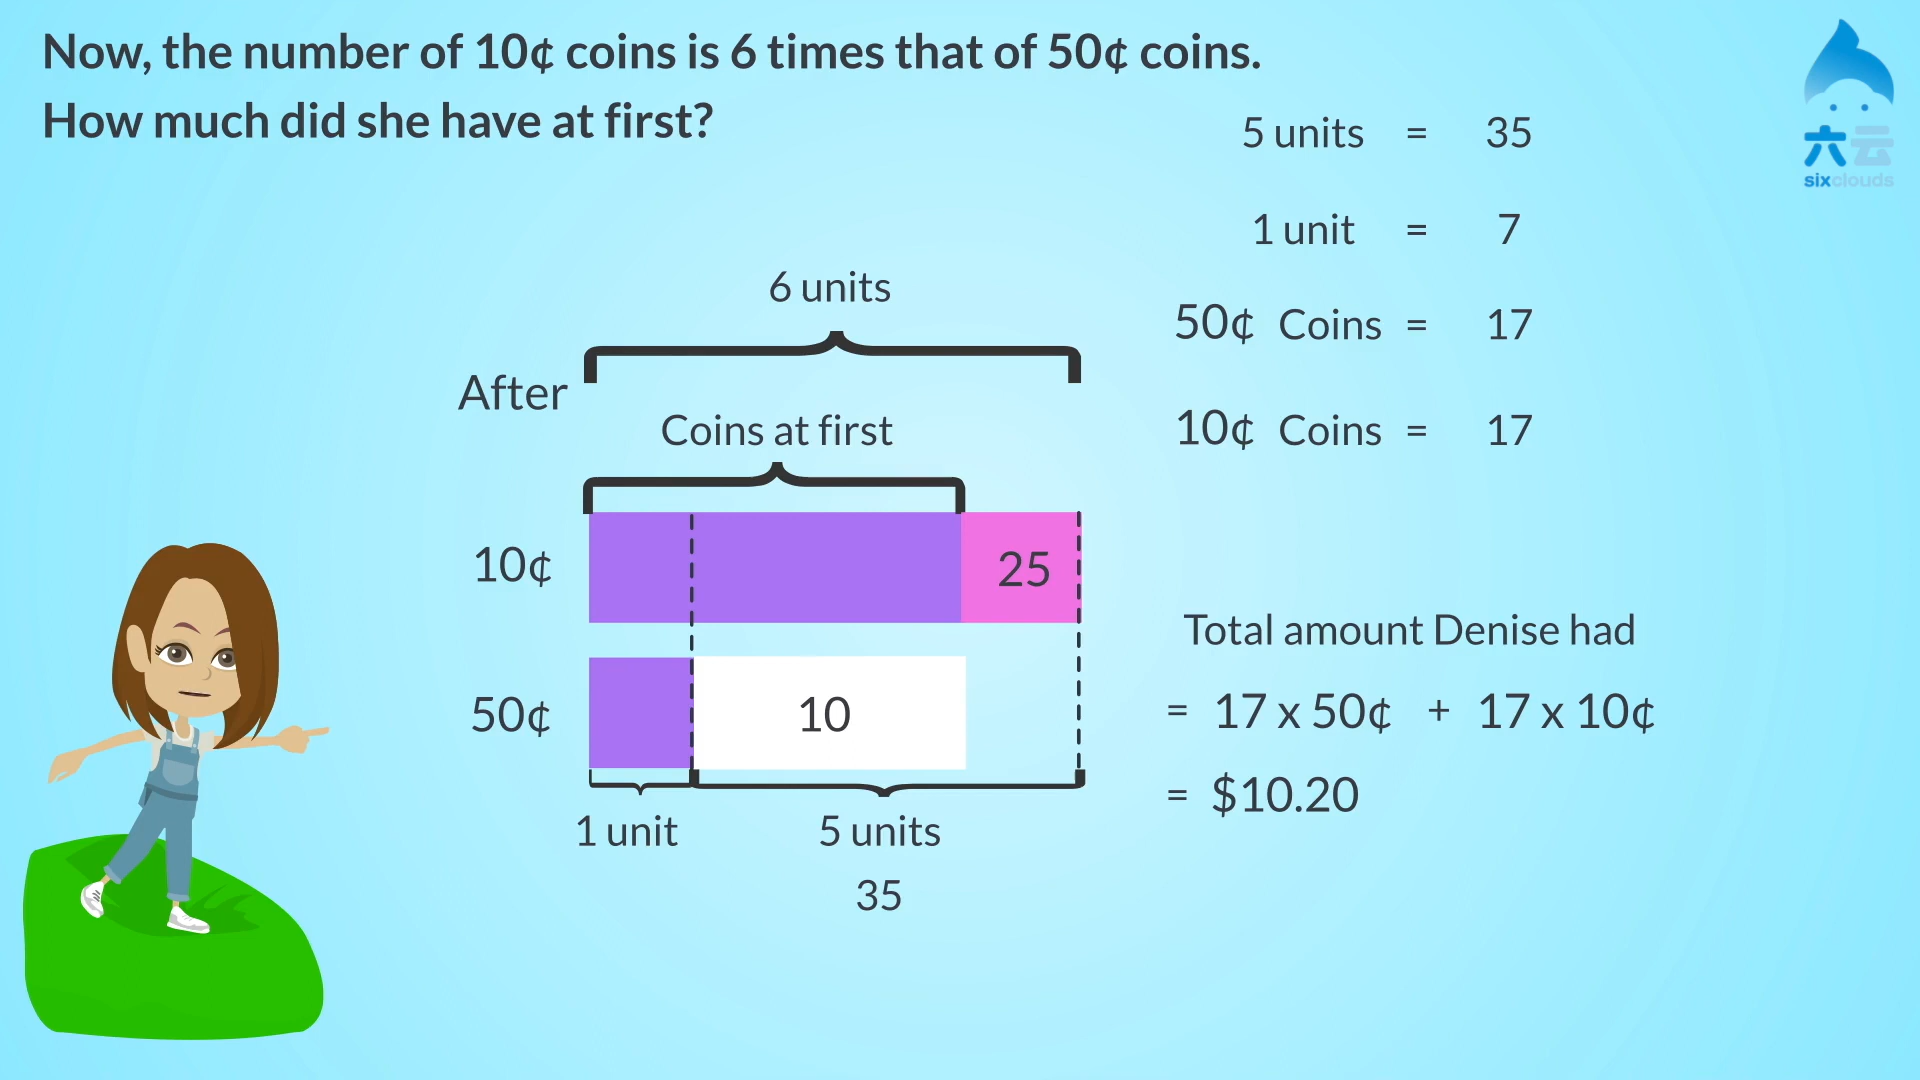 Now, the number of 10¢ coins is 6 times that of 50¢ coins.
How much did she have at first?
六云
sixclouds
5 units = 35
1 unit = 7
50¢ Coins = 17
10¢ Coins = 17
6 units
After
Coins at first
10¢
25
50¢
10
1 unit
5 units
35
Total amount Denise had
= 17 x 50¢ + 17 x 10¢
= $10.20